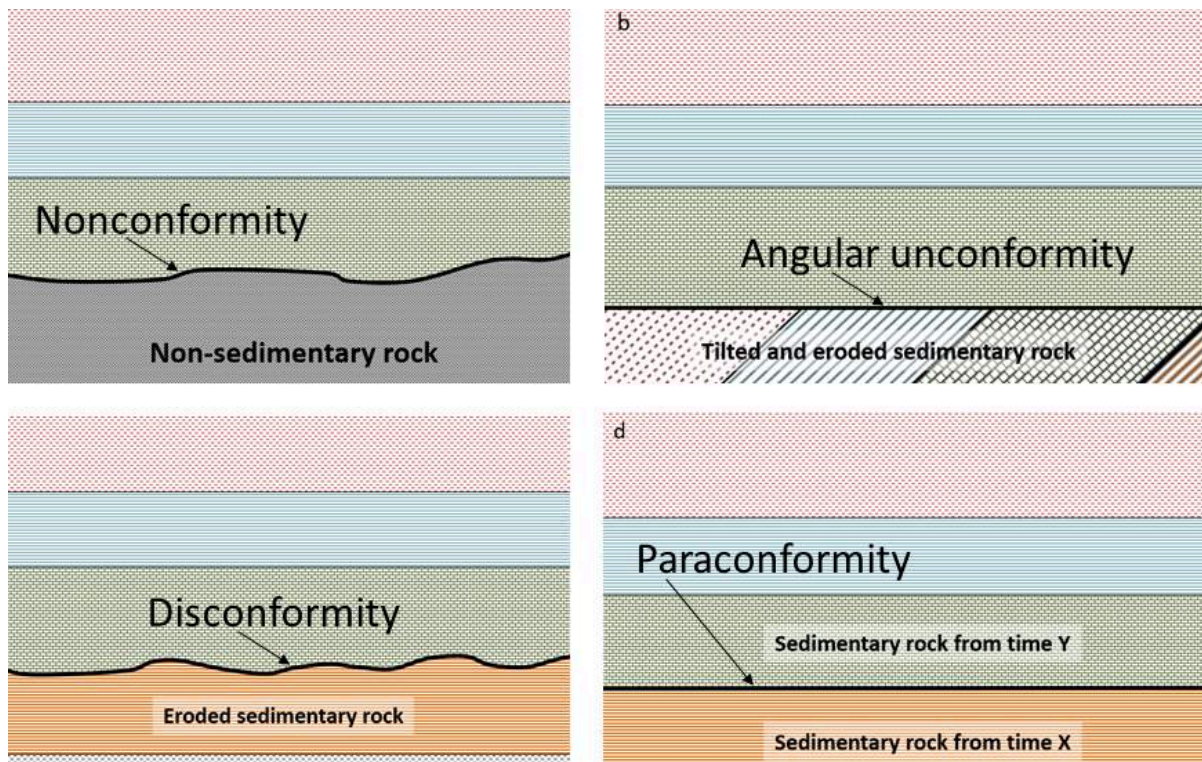 Nonconformity
Non-sedimentary rock
b
Angular unconformity
Tilted and eroded sedimentary rock
Disconformity
Eroded sedimentary rock
d
Paraconformity
Sedimentary rock from time Y
Sedimentary rock from time X